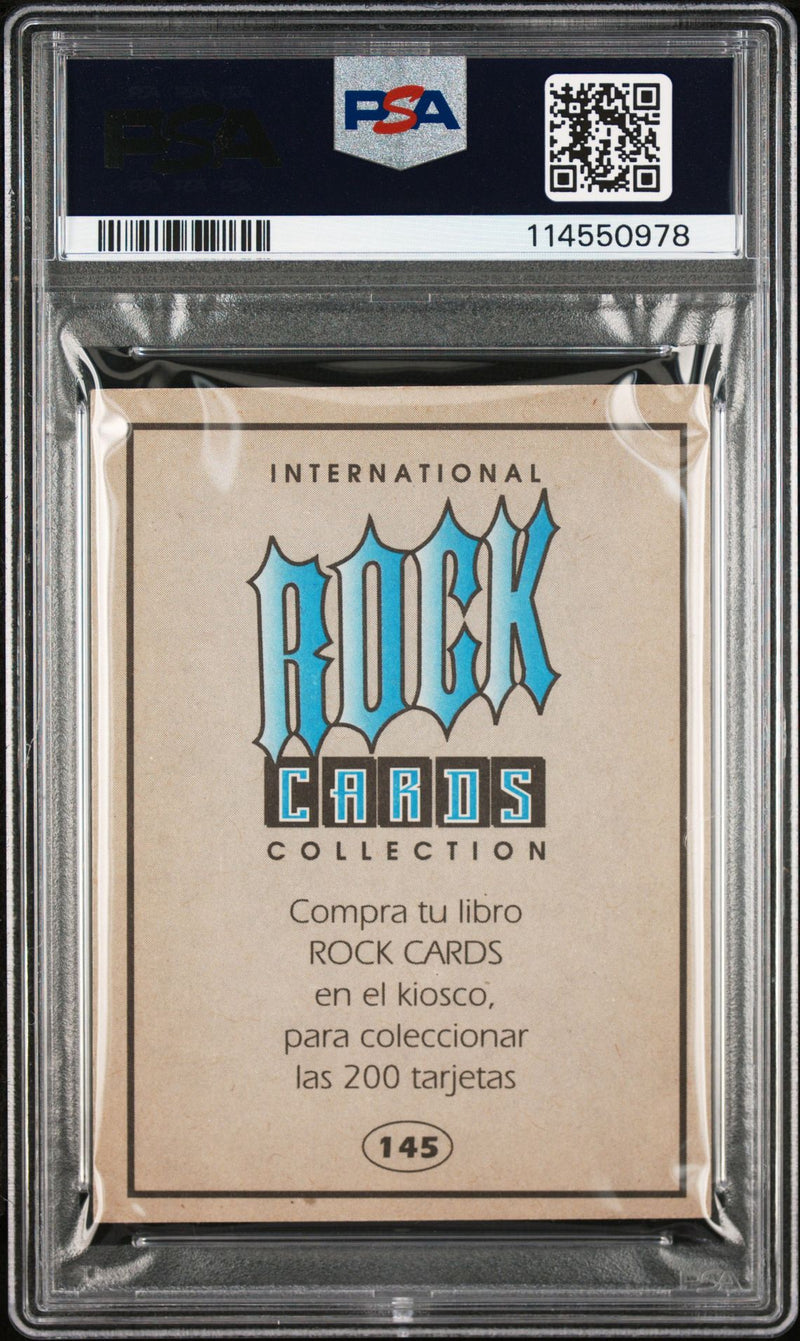 PSA
PSA
114550978
INTERNATIONAL
ROCK
CARDS
COLLECTION
Compra tu libro
ROCK CARDS
en el kiosco,
para coleccionar
las 200 tarjetas
145
PSA